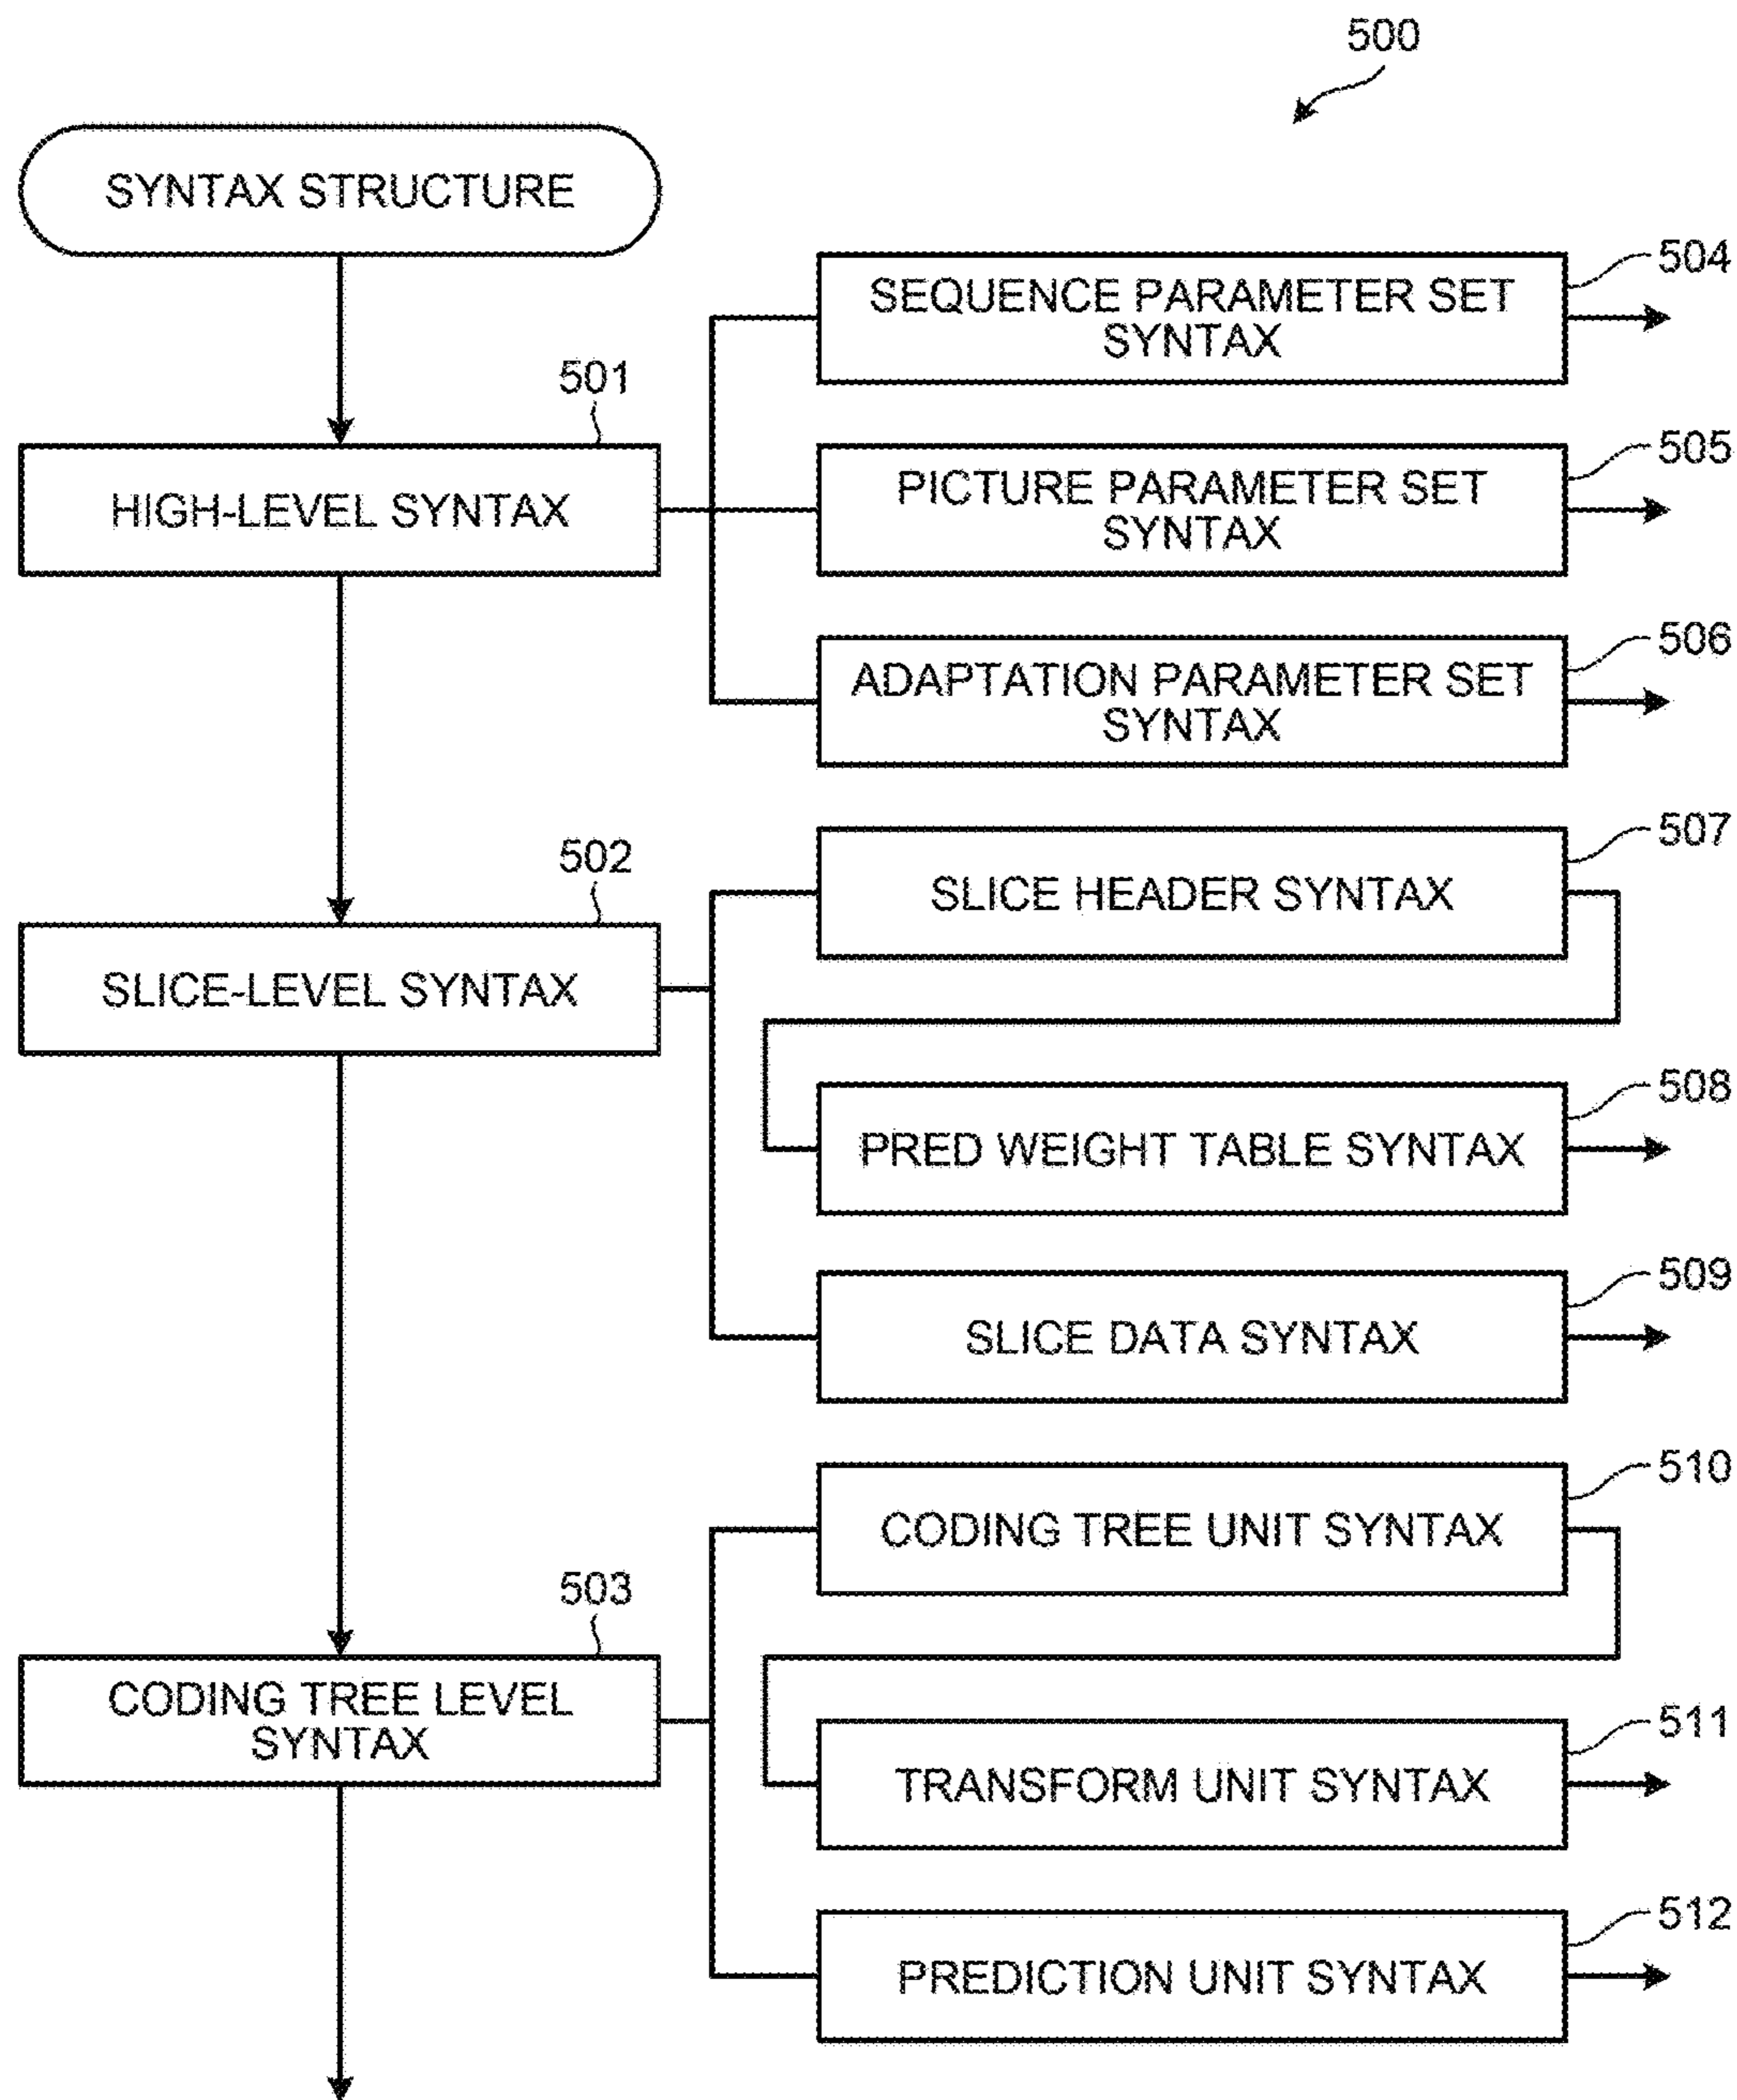 500
SYNTAX STRUCTURE
504
SEQUENCE PARAMETER SET
SYNTAX
501
HIGH-LEVEL SYNTAX
505
PICTURE PARAMETER SET
SYNTAX
506
ADAPTATION PARAMETER SET
SYNTAX
502
SLICE-LEVEL SYNTAX
507
SLICE HEADER SYNTAX
508
PRED WEIGHT TABLE SYNTAX
509
SLICE DATA SYNTAX
503
CODING TREE LEVEL
SYNTAX
510
CODING TREE UNIT SYNTAX
511
TRANSFORM UNIT SYNTAX
512
PREDICTION UNIT SYNTAX